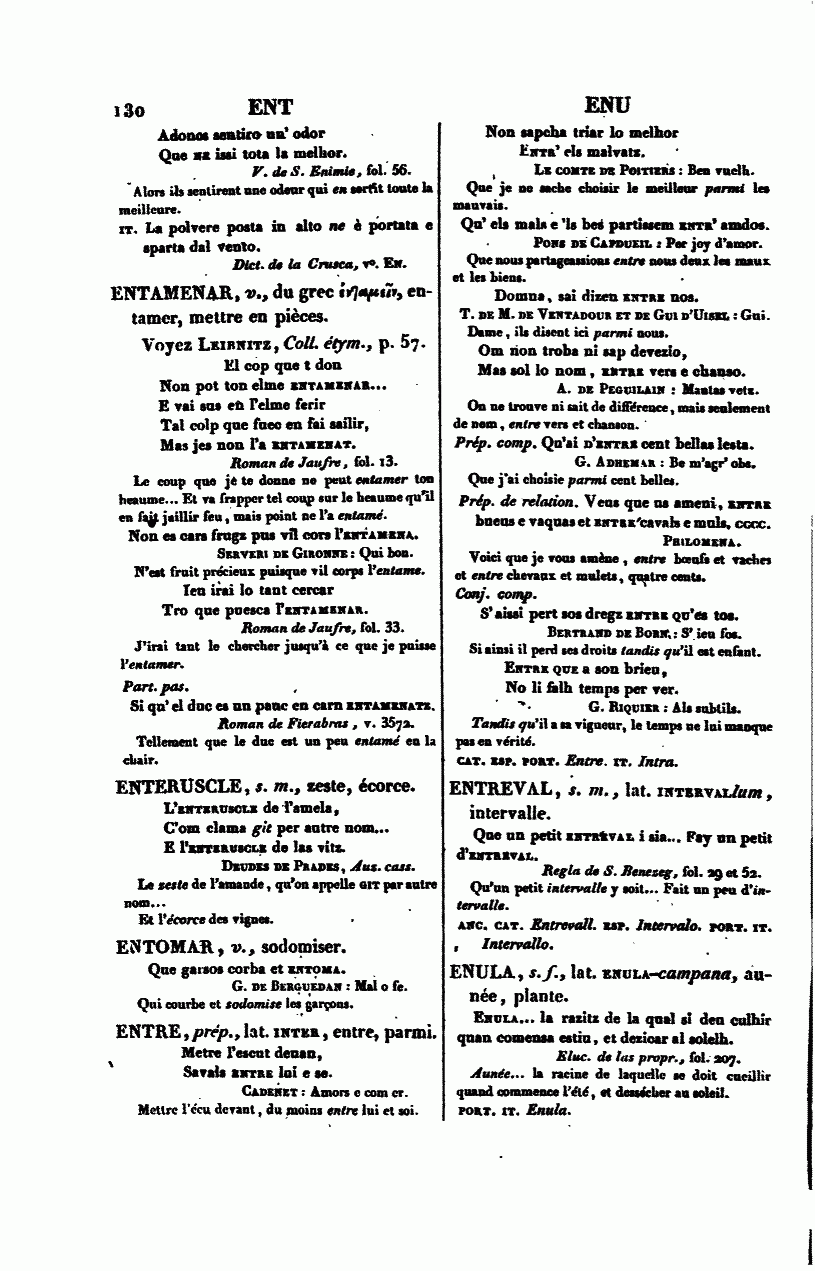 130
ENT
Adonos sentiro un' odor
Que NE issi tota la melhor.
V. de S. Enimie, fol. 56.
Alors ils sentirent une odeur qui en sortit toute la
meilleure.
IT. La polvere posta in alto ne è portata e
sparta dal vento.
Dict. de la Crusca, v°. EN.
ENTAMENAR, v., du grec en-
tamer, mettre en pièces.
Voyez LEIBNITZ, Coll. étym., p. 57.
El cop que t don
Non pot ton elme ENTAMENAR...
E vai sus en l'elme ferir
Tal colp que fuec en fai sailir,
Mas jes non l'a ENTAMENAT.
Roman de Jaufre, fol. 13.
Le coup que je te donne ne peut entamer ton
heaume... Et va frapper tel coup sur le heaume qu'il
en fait jaillir feu, mais point ne l'a entamé.
Non es cars frugz pus vil cors l'ENTAMENA.
SERVERI DE GIRONNE: Qui bon.
N'est fruit précieux puisque vil corps l'entame.
Ieu irai lo tant cercar
Tro que puesca l'ENTAMENAR.
Roman de Jaufre, fol. 33.
J'irai tant le chercher jusqu'à ce que je puisse
l'entamer.
Part. pas.
Si qu' el duc es un pauc en carn ENTAMENATZ.
Roman de Fierabras, v. 3572.
Tellement que le duc est un peu entamé en la
chair.
ENTERUSCLE, s. m., zeste, écorce.
L'ENTERUSCLE de l'amela,
C'om clama git per autre nom...
E l'ENTERUSCLE de las vitz.
DEUDES DE PRADES, Aus. cass.
Le zeste de l'amande, qu'on appelle GIT par autre
nom...
Et l'écorce des vignes.
ENTOMAR, v., sodomiser.
Que garsos corba et ENTOMA.
G. DE BERGUEDAN: Mal o fe.
Qui courbe et sodomise les garçons.
ENTRE, prép., lat. INTER, entre, parmi.
Metre l'escut denan,
Savals ENTRE lui e se.
CADENET: Amors e com er.
Mettre l'écu devant, du moins entre lui et soi.
ENU
Non sapcha triar lo melhor
ENTR' els malvatz.
LE COMTE DE POITIERS: Ben vuelh.
Que je ne sache choisir le meilleur parmi les
mauvais.
Qu' els mals e 'ls bes partissem ENTR' amdos.
PONS DE CAPDUEIL: Per joy d'amor.
Que nous partageassions entre nous deux les maux
et les biens.
Domna, sai dizen ENTRE nos.
T. DE M. DE VENTADOUR ET DE GUI D'UISEL: Gui.
Dame, ils disent ici parmi nous.
Om non troba ni sap devezio,
Mas sol lo nom, ENTRE vers e chanso.
A. DE PEGUILAIN: Mantas vetz.
On ne trouve ni sait de différence, mais seulement
de nom, entre vers et chanson.
Prép. comp. Qu'ai D'ENTRE cent bellas lesta.
G. ADHEMAR: Be m'agr' obs.
Que j'ai choisie parmi cent belles.
Prép. de relation. Veus que us ameni, ENTRE
bueus e vaquas et ENTRE cavals e muls, CCCC.
PHILOMENA.
Voici que je vous amène, entre bœufs et vaches
et entre chevaux et mulets, quatre cents.
Conj. comp.
S' aissi pert sos dregz ENTRE QU'es tos.
BERTRAND DE BORN: S' ieu fos.
Si ainsi il perd ses droits tandis qu'il est enfant.
ENTRE QUE a son brieu,
No li falh temps per ver.
G. RIQUIER: Als subtils.
Tandis qu'il a sa vigueur, le temps ne lui manque
pas en vérité.
CAT. ESP. PORT. Entre. IT. Intra.
ENTREVAL, s. m., lat. INTERVALlum,
intervalle.
Que un petit ENTREVAL i sia... Fay un petit
d'ENTREVAL.
Regla de S. Benezeg, fol. 29 et 52.
Qu'un petit intervalle y soit... Fait un peu d'in-
tervalle.
ANC. CAT. Entrevall. ESP. Intervalo. PORT. IT.
Intervallo.
ENULA, s. f., lat. ENULA-campana, au-
née, plante.
ENULA... la razitz de la qual si deu culhir
quan comensa estiu, et dezicar al solelh.
Eluc. de las propr., fol. 207.
Aunée... la racine de laquelle se doit cueillir
quand commence l'été, et dessécher au soleil.
PORT. IT. Enula.